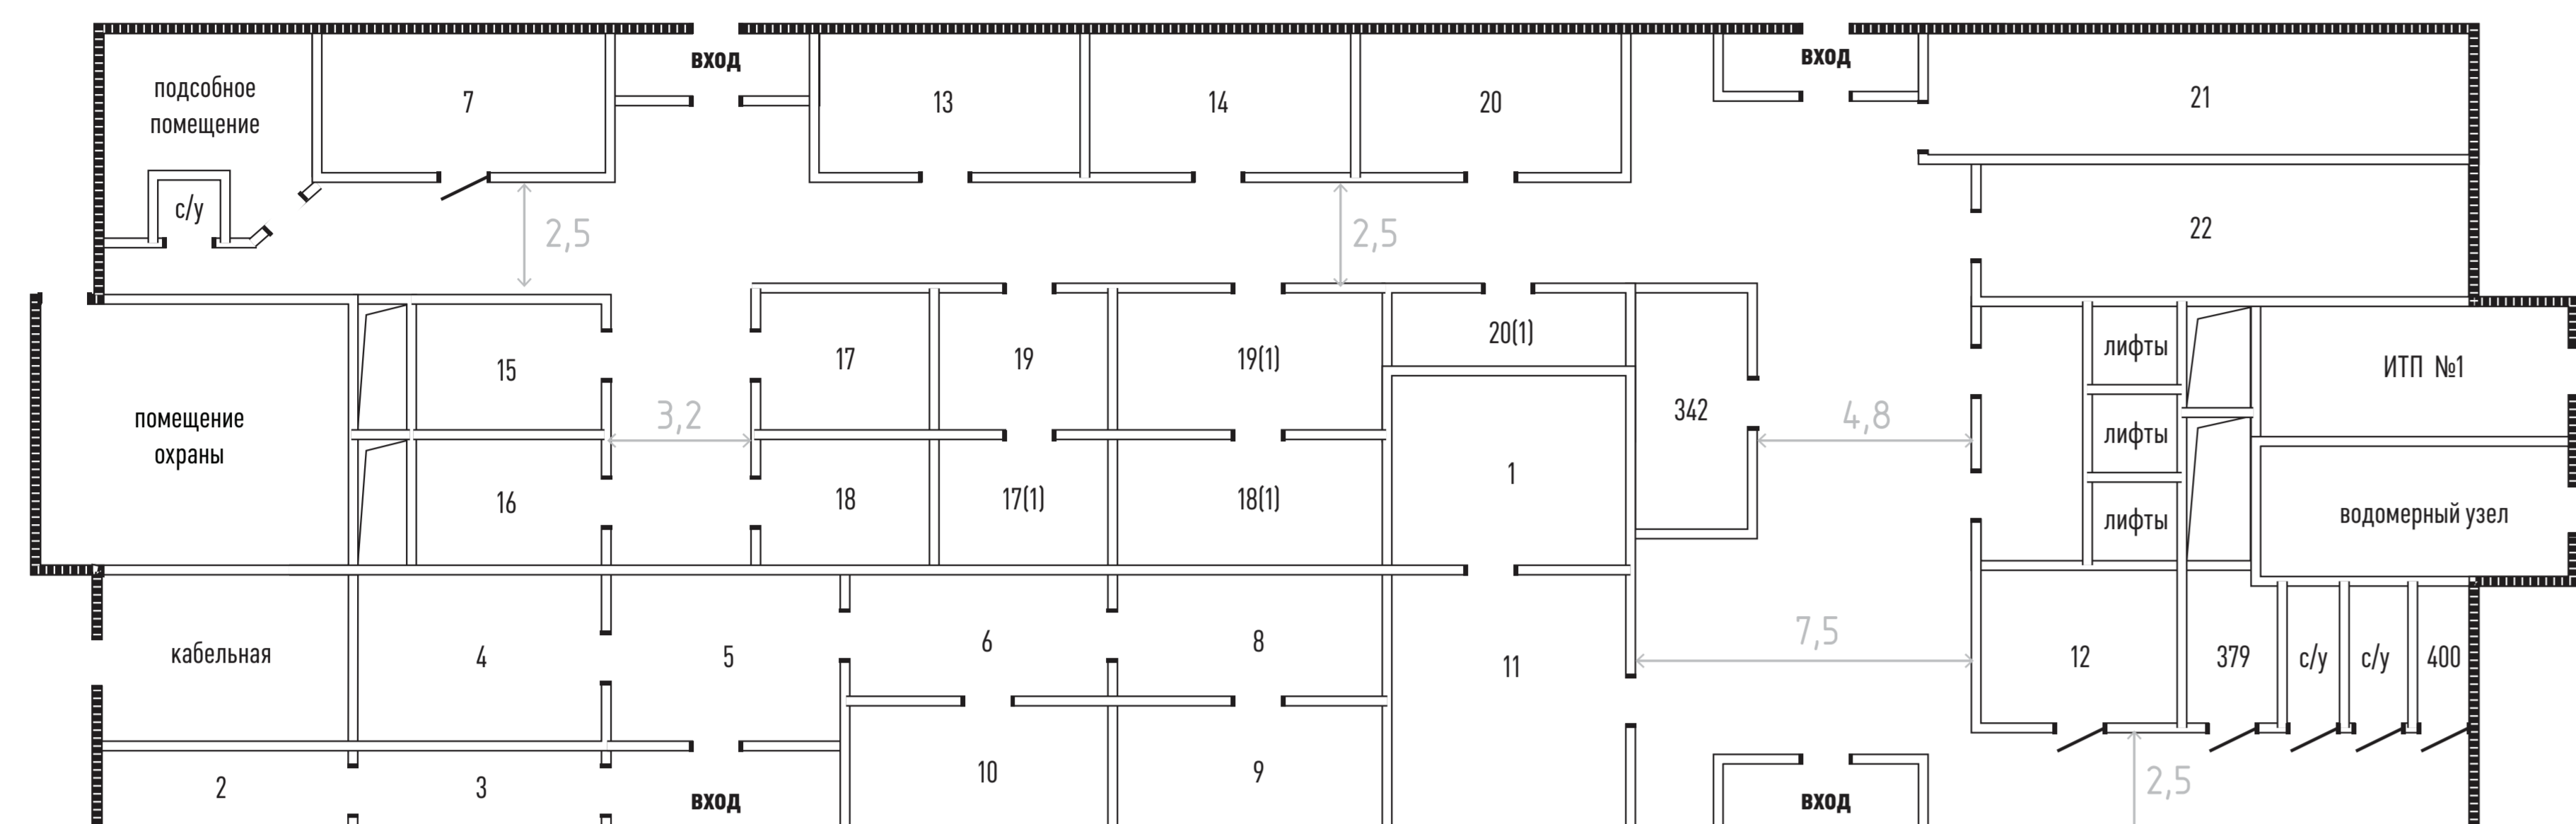 вход
вход
подсобное
помещение
7
13
14
20
21
с/у
2,5
2,5
22
20(1)
лифты
15
17
19
19(1)
ИТП №1
3,2
342
4,8
помещение
охраны
лифты
1
16
18
17(1)
18(1)
лифты
водомерный узел
кабельная
4
5
6
8
11
7,5
12
379
с/у
с/у
400
2
3
вход
10
9
вход
2,5